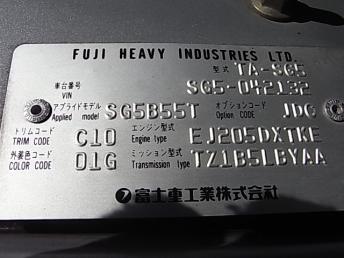 FUJI HEAVY INDUSTRIES LTD.
型式 TA-SG5
車台番号 VIN SG5-042132
アプライドモデル Applied model SG5B55T オプションコード Option CODE JDG
トリムコード TRIM CODE C10 エンジン型式 Engine type EJ205DXTKE
外装色コード COLOR CODE 01G ミッション型式 Transmission type TZ1B5LBYAA
富士重工業株式会社